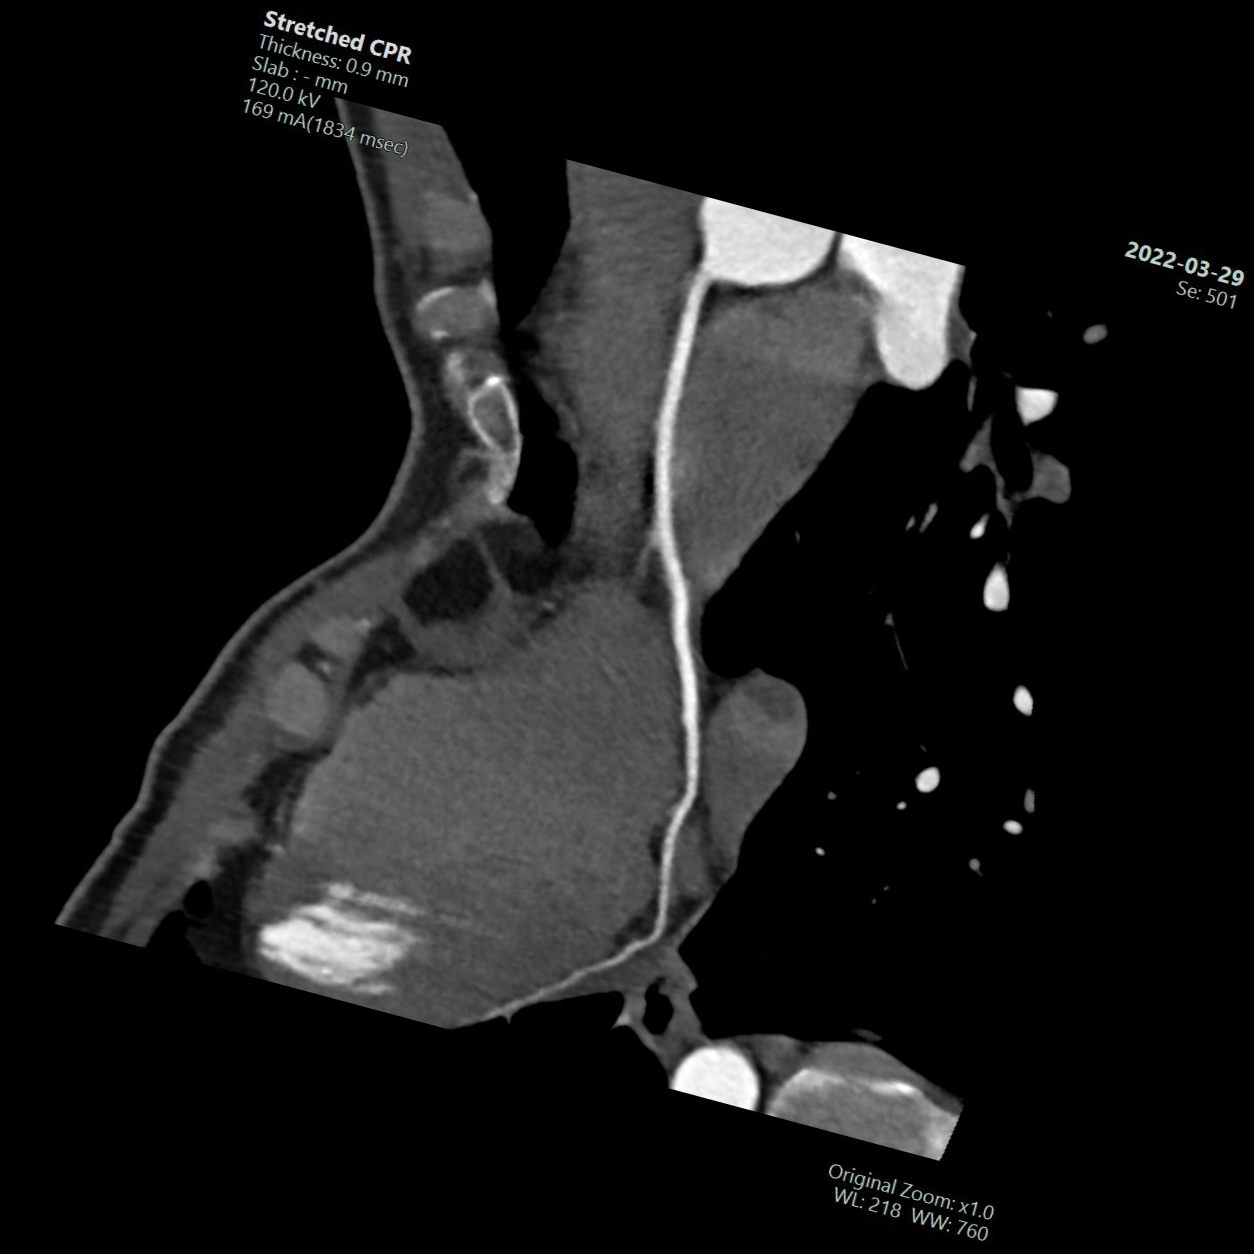 Stretched CPR
Thickness: 0.9 mm
Slab : - mm
120.0 kV
169 mA(1834 msec)
2022-03-29
Se: 501
Original Zoom: x1.0
WL: 218 WW: 760